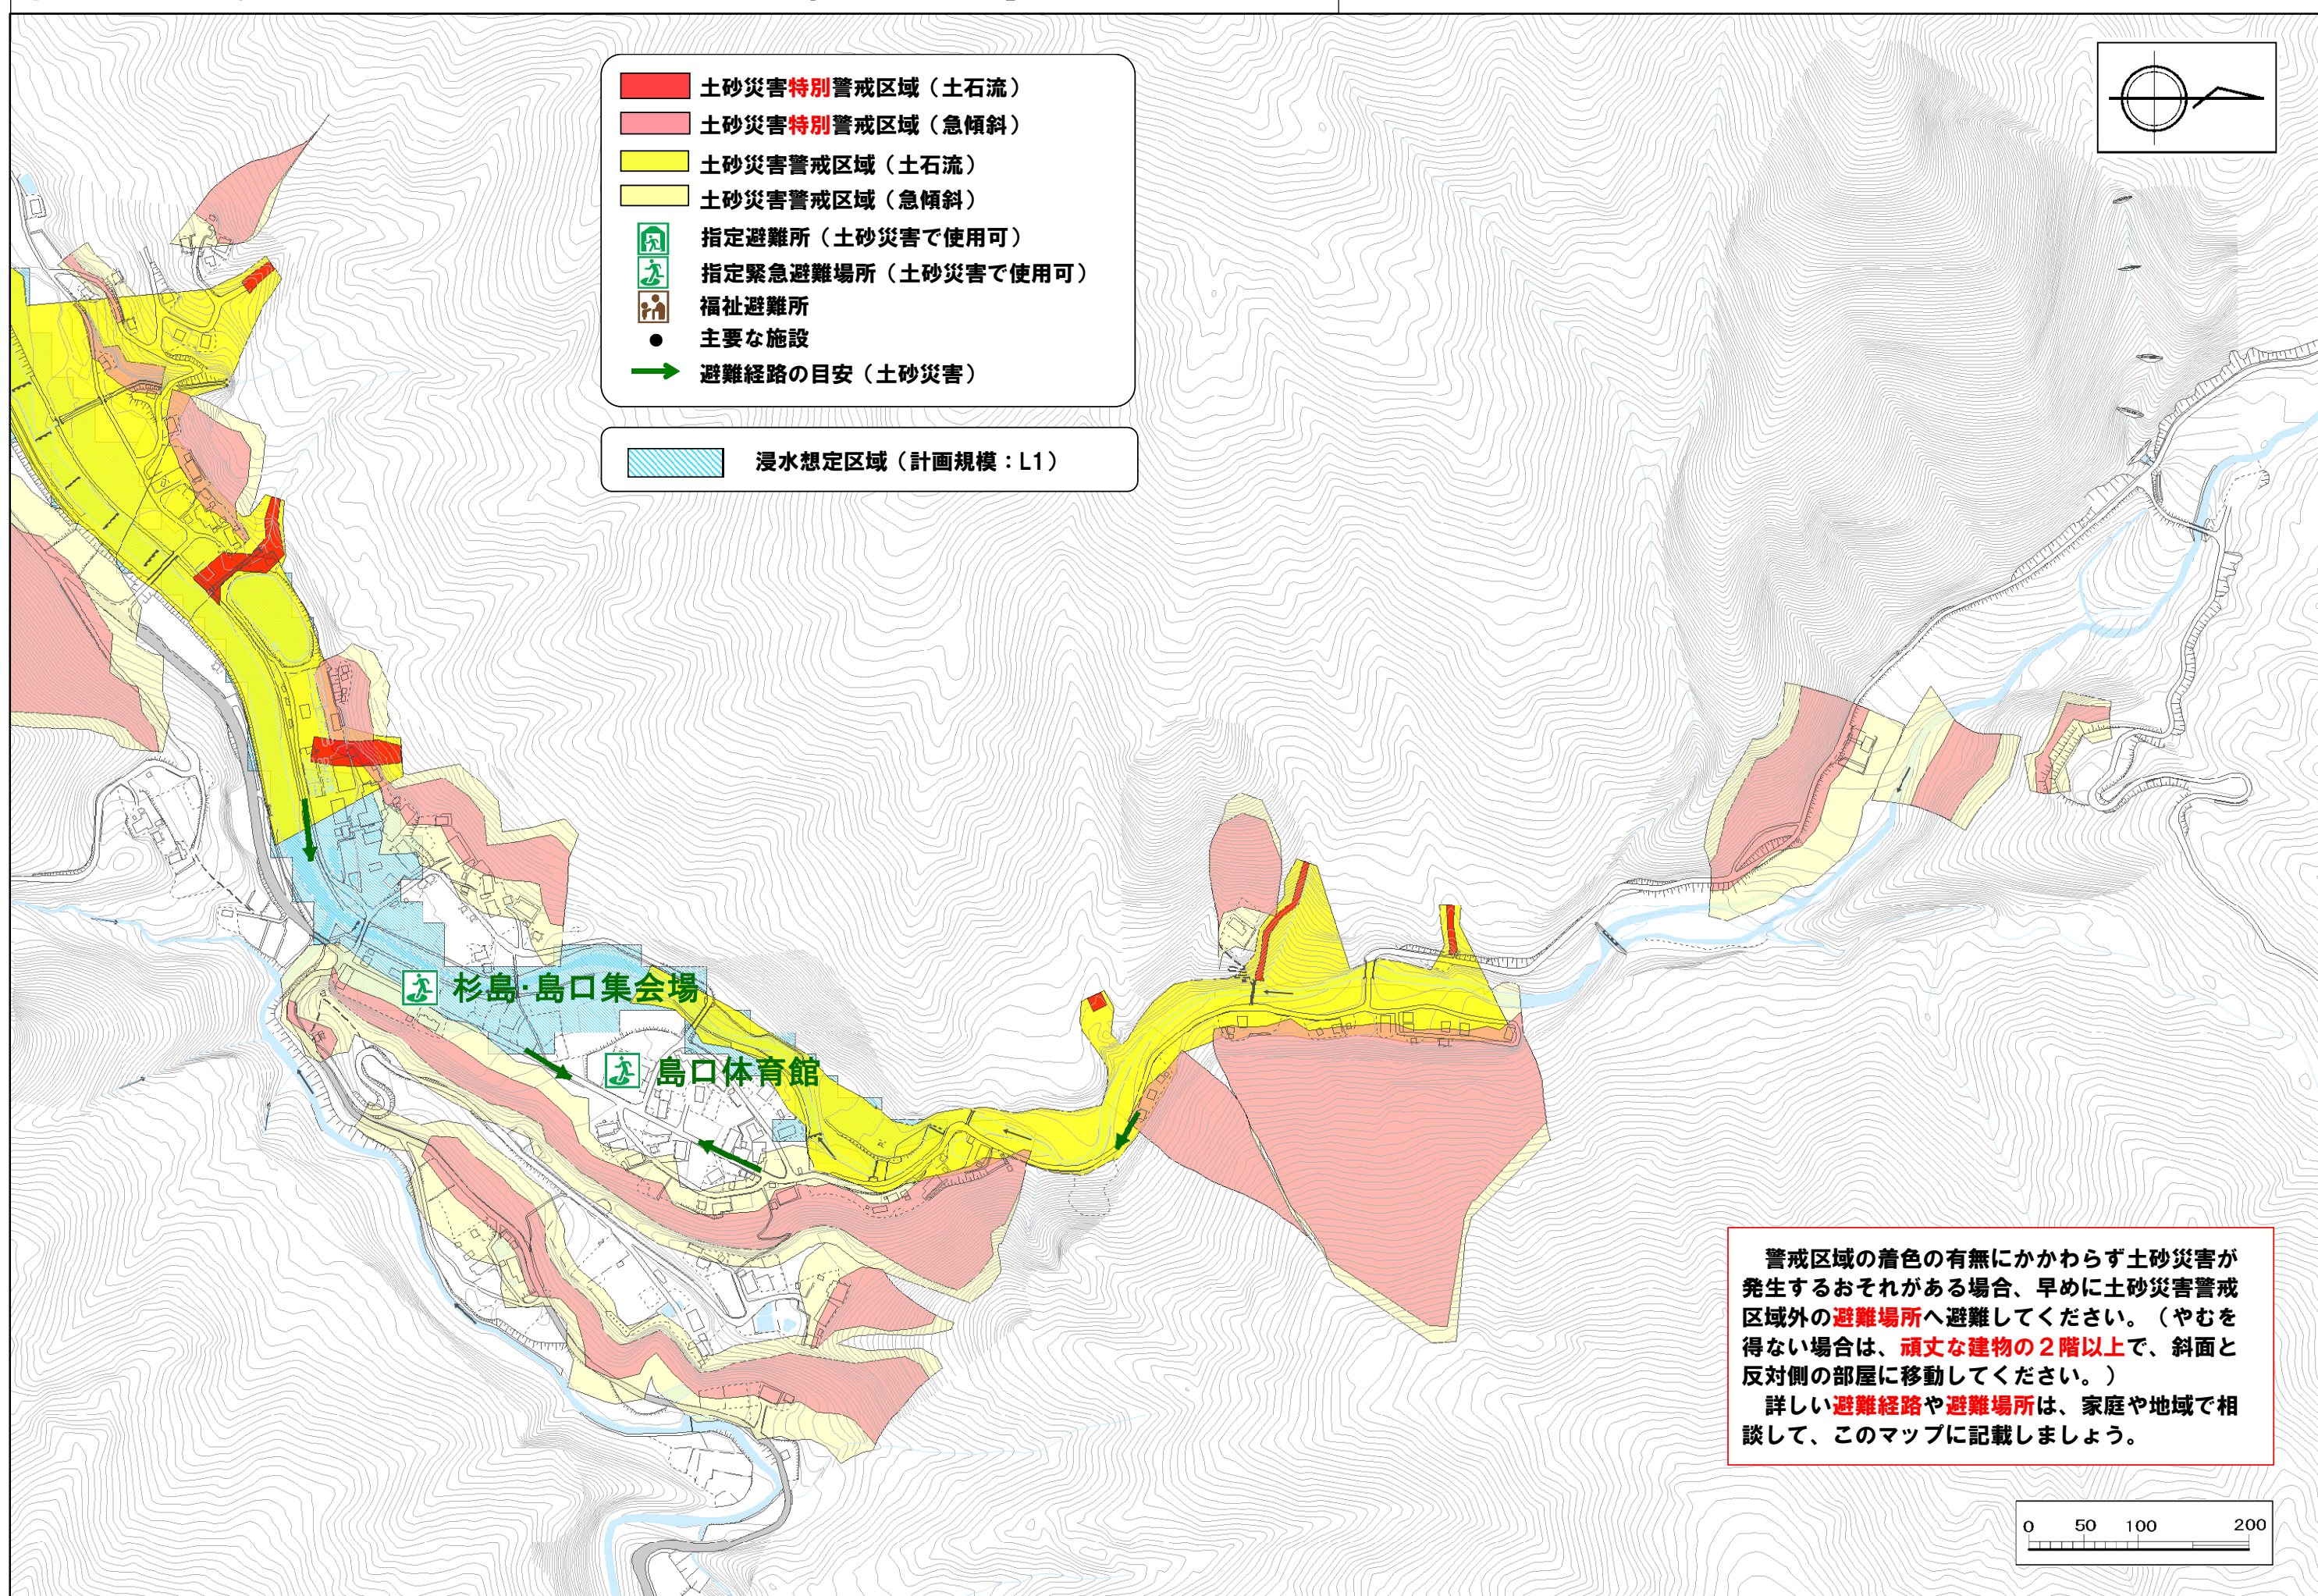 土砂災害特別警戒区域（土石流）
土砂災害特別警戒区域（急傾斜）
土砂災害警戒区域（土石流）
土砂災害警戒区域（急傾斜）
指定避難所（土砂災害で使用可）
指定緊急避難場所（土砂災害で使用可）
福祉避難所
主要な施設
避難経路の目安（土砂災害）
浸水想定区域（計画規模：L1）
杉島・島口集会場
島口体育館
警戒区域の着色の有無にかかわらず土砂災害が
発生するおそれがある場合、早めに土砂災害警戒
区域外の避難場所へ避難してください。（やむを
得ない場合は、頑丈な建物の２階以上で、斜面と
反対側の部屋に移動してください。）
詳しい避難経路や避難場所は、家庭や地域で相
談して、このマップに記載しましょう。
0 50 100 200